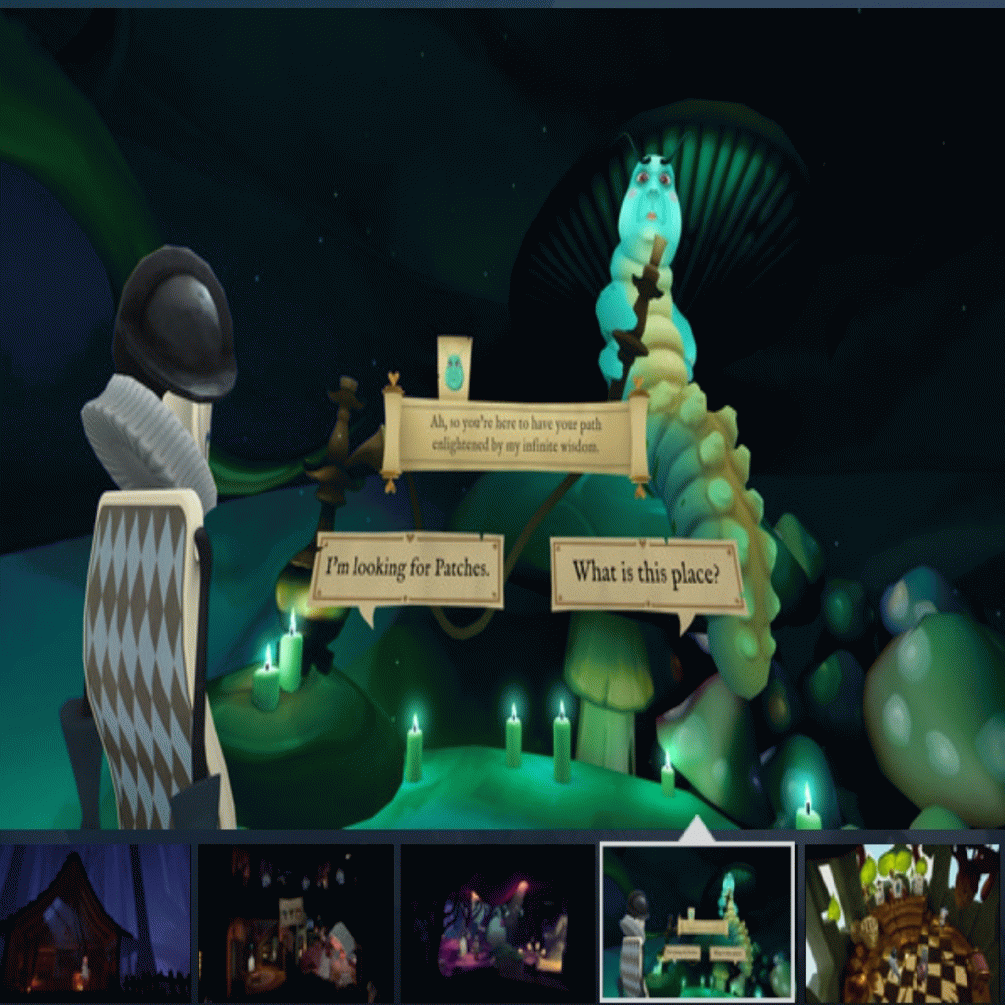 Ah, so you're here to have your path
enlightened by my infinite wisdom.
I'm looking for Patches.
What is this place?